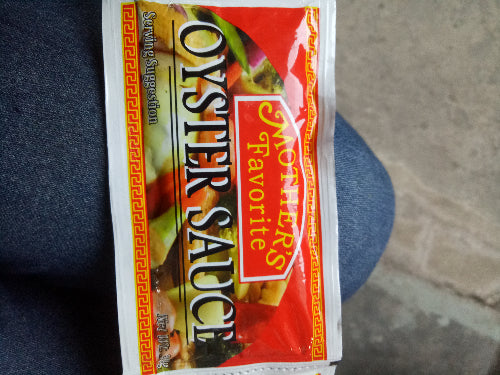 MOTHER'S
Favorite
OYSTER SAUCE
Serving Suggestion